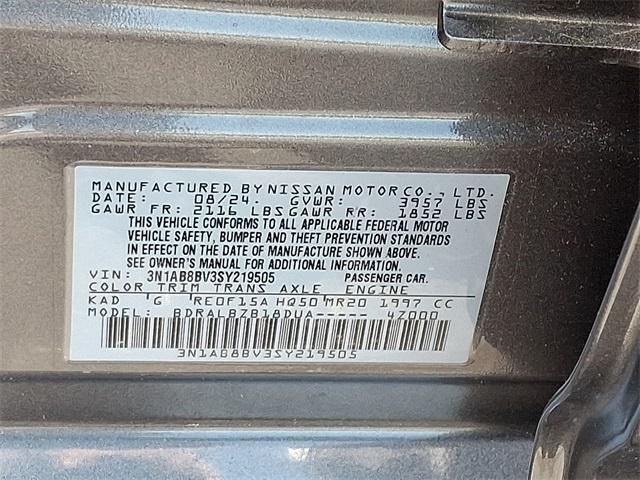 MANUFACTURED BY NISSAN MOTOR CO., LTD.
DATE: 08/24. GVWR: 3957 LBS
GAWR FR: 2116 LBS GAWR RR: 1852 LBS
THIS VEHICLE CONFORMS TO ALL APPLICABLE FEDERAL MOTOR
VEHICLE SAFETY, BUMPER AND THEFT PREVENTION STANDARDS
IN EFFECT ON THE DATE OF MANUFACTURE SHOWN ABOVE.
SEE OWNER'S MANUAL FOR ADDITIONAL INFORMATION.
VIN: 3N1AB8BV3SY219505 PASSENGER CAR.
COLOR TRIM TRANS AXLE ENGINE
KAD 'G RE0F15A HQ50 MR20 1997 CC
MODEL: BDRALBZB18DUA----- 47000
3N1AB8BV3SY219505